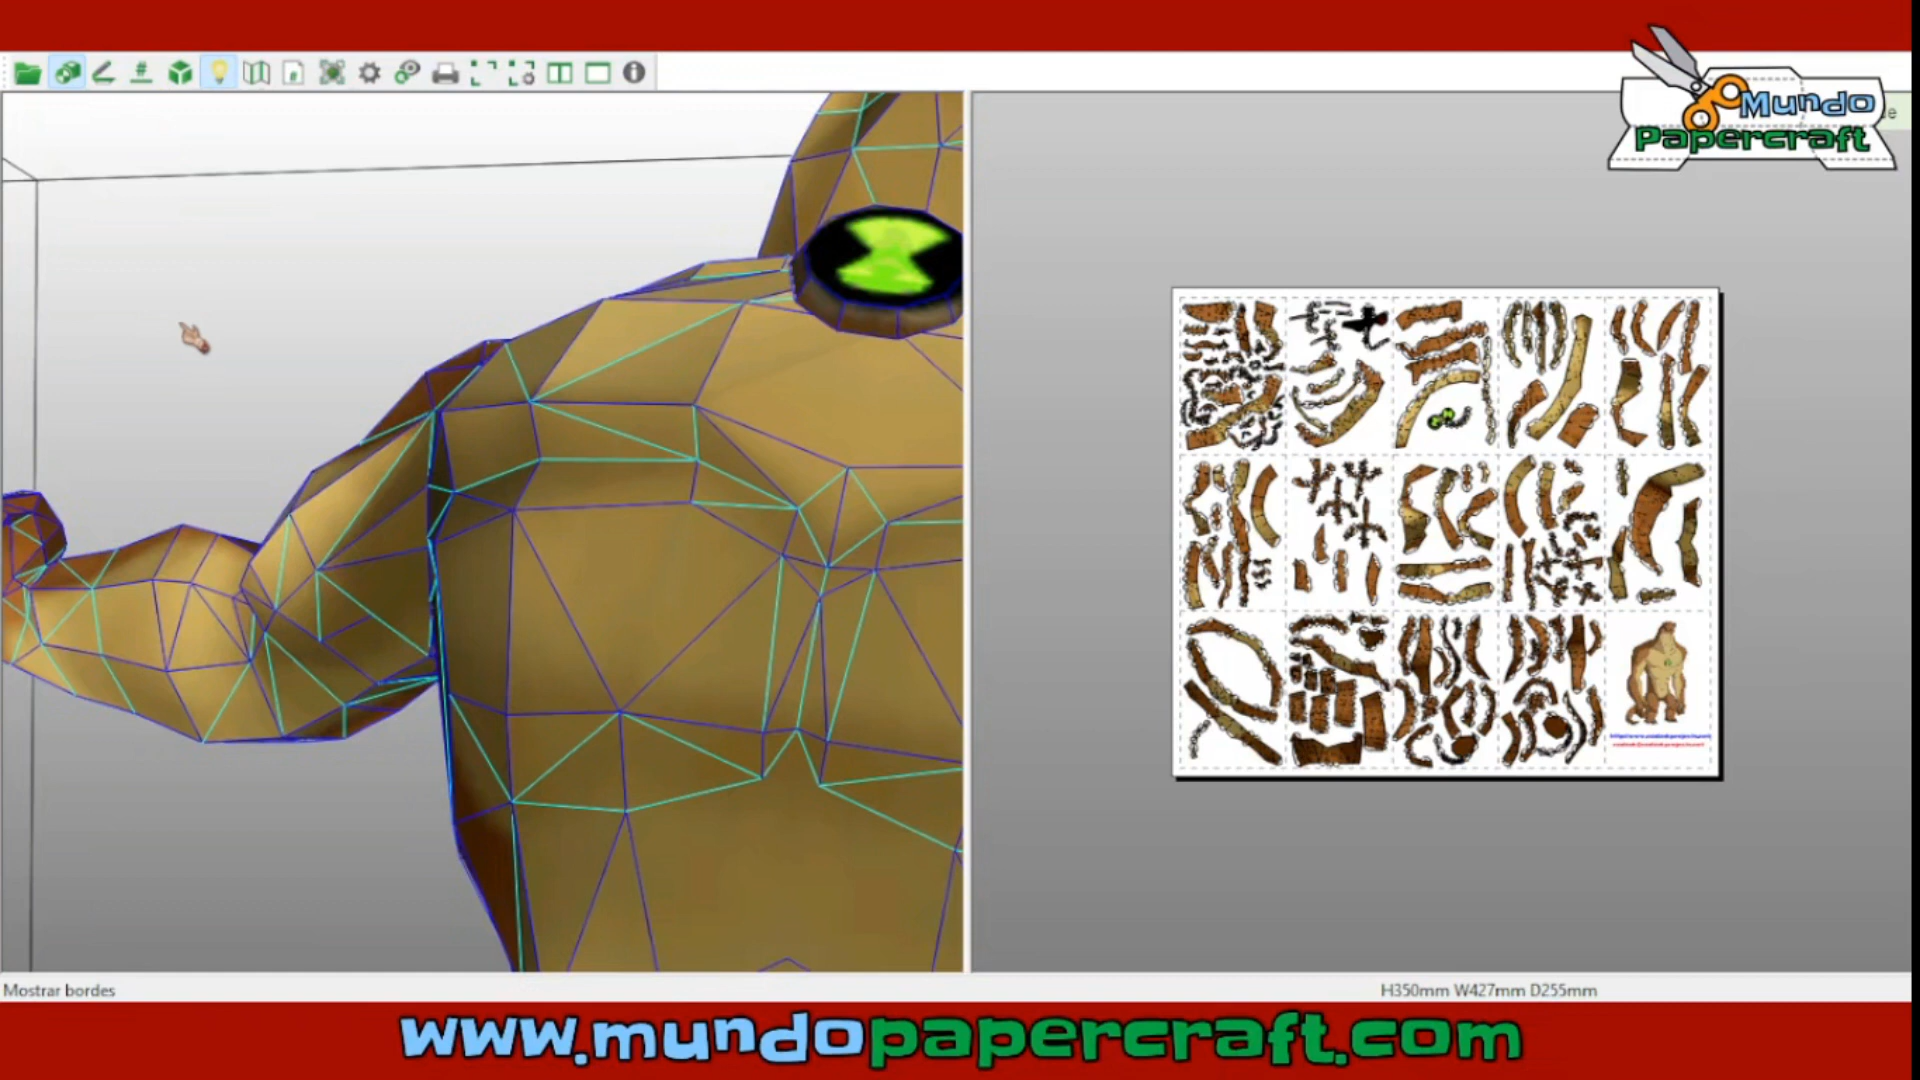 Mundo
Papercraft
Mostrar bordes
H350mm W427mm D255mm
www.mundopapercraft.com